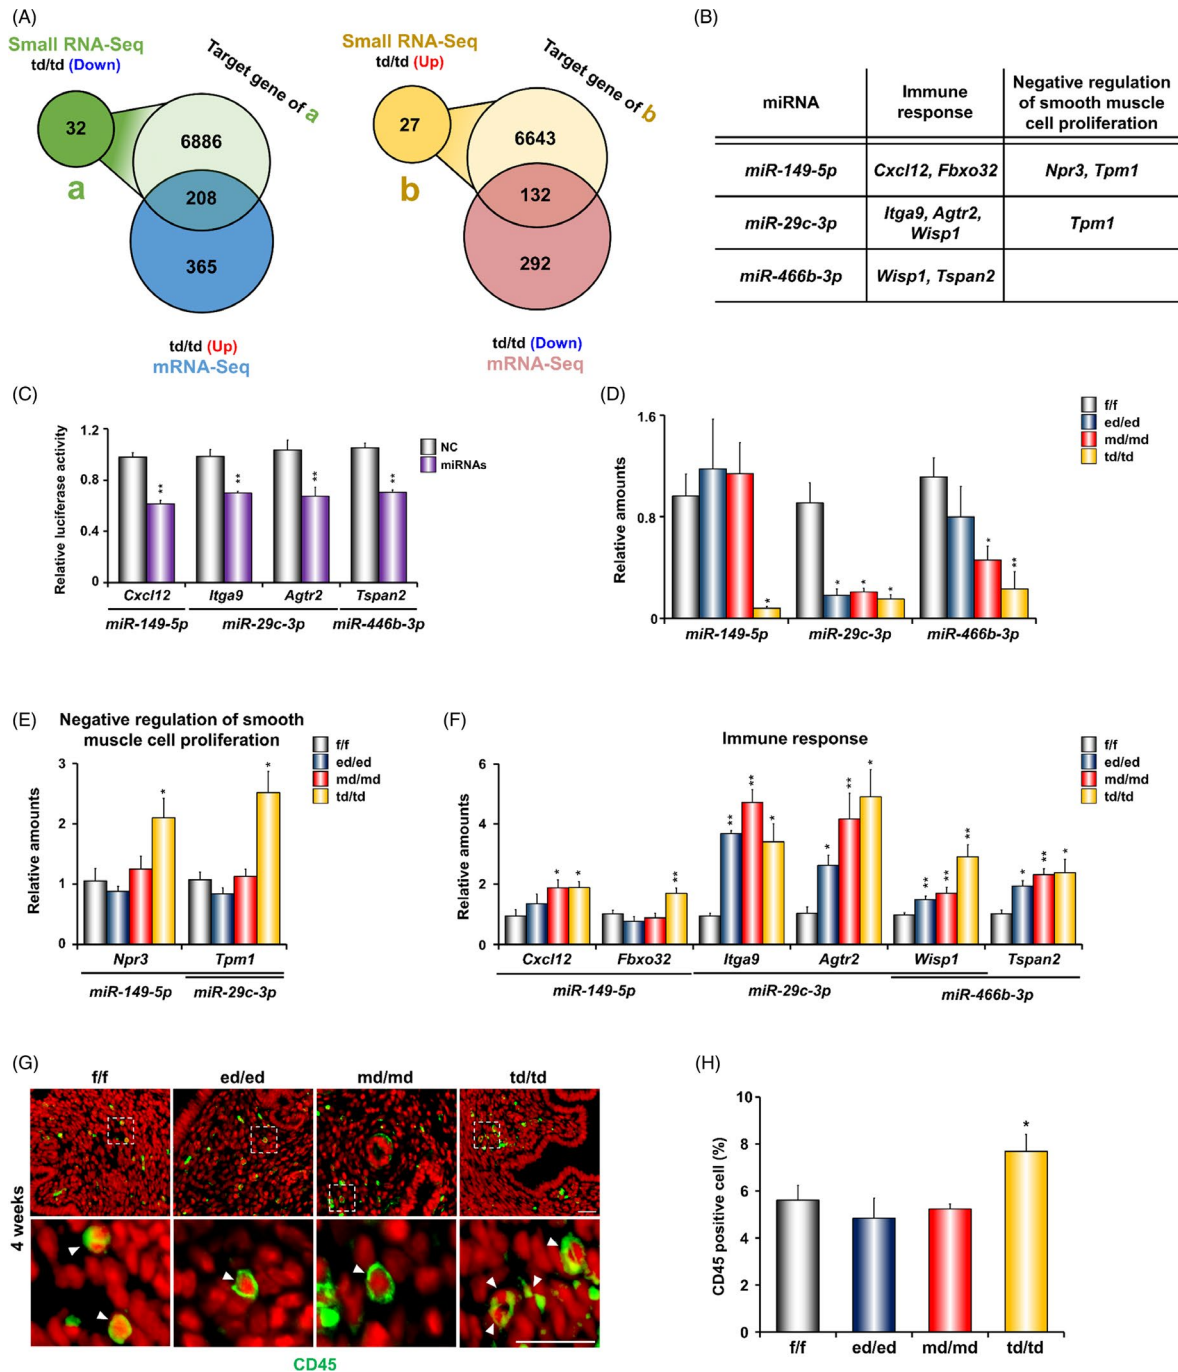 (A)
Small RNA-Seq
td/td (Down)
Target gene of a
32
6886
a
208
365
td/td (Up)
mRNA-Seq
Small RNA-Seq
td/td (Up)
Target gene of b
27
6643
b
132
292
td/td (Down)
mRNA-Seq
(B)
miRNA
Immune
response
Negative regulation
of smooth muscle
cell proliferation
miR-149-5p
Cxcl12, Fbxo32
Npr3, Tpm1
miR-29c-3p
Itga9, Agtr2,
Wisp1
Tpm1
miR-466b-3p
Wisp1, Tspan2
(C)
Relative luciferase activity
1.2
0.8
0.4
0
** ** ** **
NC
miRNAs
Cxcl12 Itga9 Agtr2 Tspan2
miR-149-5p miR-29c-3p miR-446b-3p
(D)
Relative amounts
1.6
0.8
0
* * * * * **
f/f
ed/ed
md/md
td/td
miR-149-5p miR-29c-3p miR-466b-3p
(E)
Negative regulation of smooth
muscle cell proliferation
Relative amounts
3
2
1
0
* *
f/f
ed/ed
md/md
td/td
Npr3 Tpm1
miR-149-5p miR-29c-3p
(F)
Immune response
Relative amounts
6
4
2
0
* * ** ** ** * * ** * ** ** ** * ** *
f/f
ed/ed
md/md
td/td
Cxcl12 Fbxo32 Itga9 Agtr2 Wisp1 Tspan2
miR-149-5p miR-29c-3p miR-466b-3p
(G)
f/f ed/ed md/md td/td
4 weeks
CD45
(H)
CD45 positive cell (%)
10
8
6
4
2
0
*
f/f ed/ed md/md td/td